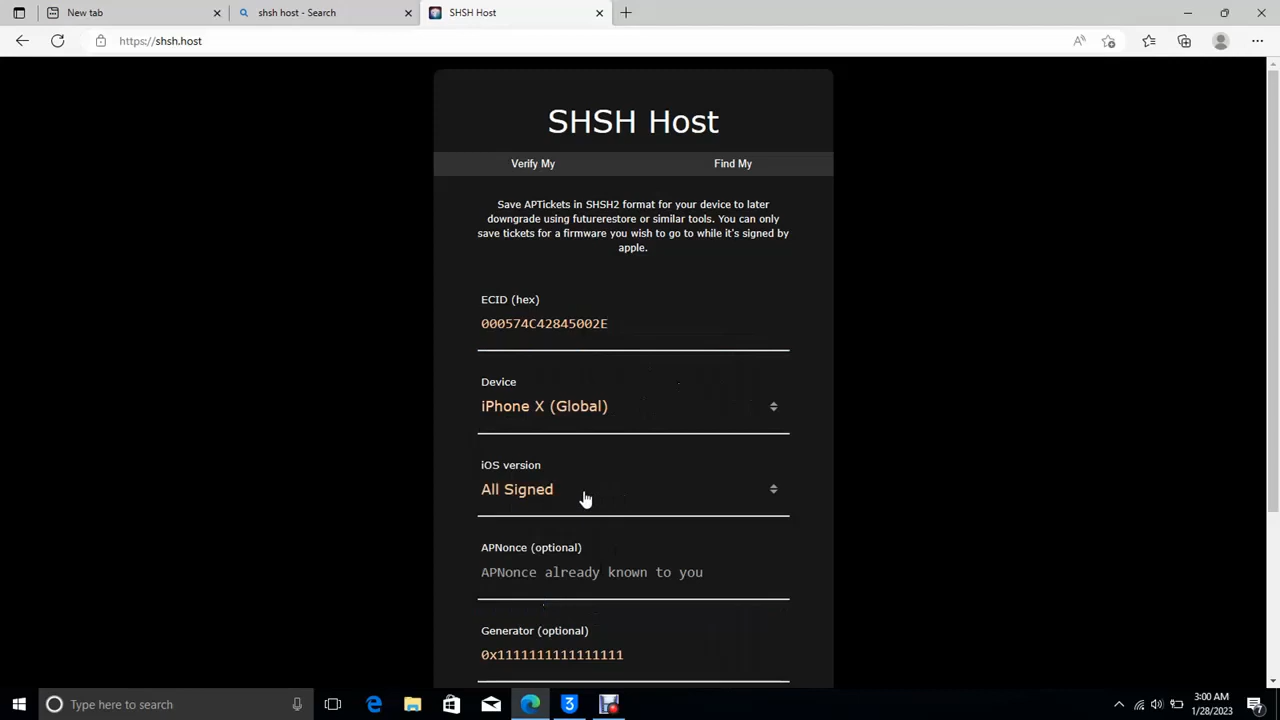 New tab
shsh host - Search
SHSH Host
https://shsh.host
SHSH Host
Verify My
Find My
Save APTickets in SHSH2 format for your device to later
downgrade using futurerestore or similar tools. You can only
save tickets for a firmware you wish to go to while it's signed by
apple.
ECID (hex)
000574C42845002E
Device
iPhone X (Global)
iOS version
All Signed
APNonce (optional)
APNonce already known to you
Generator (optional)
0x1111111111111111
Type here to search
3:00 AM
1/28/2023